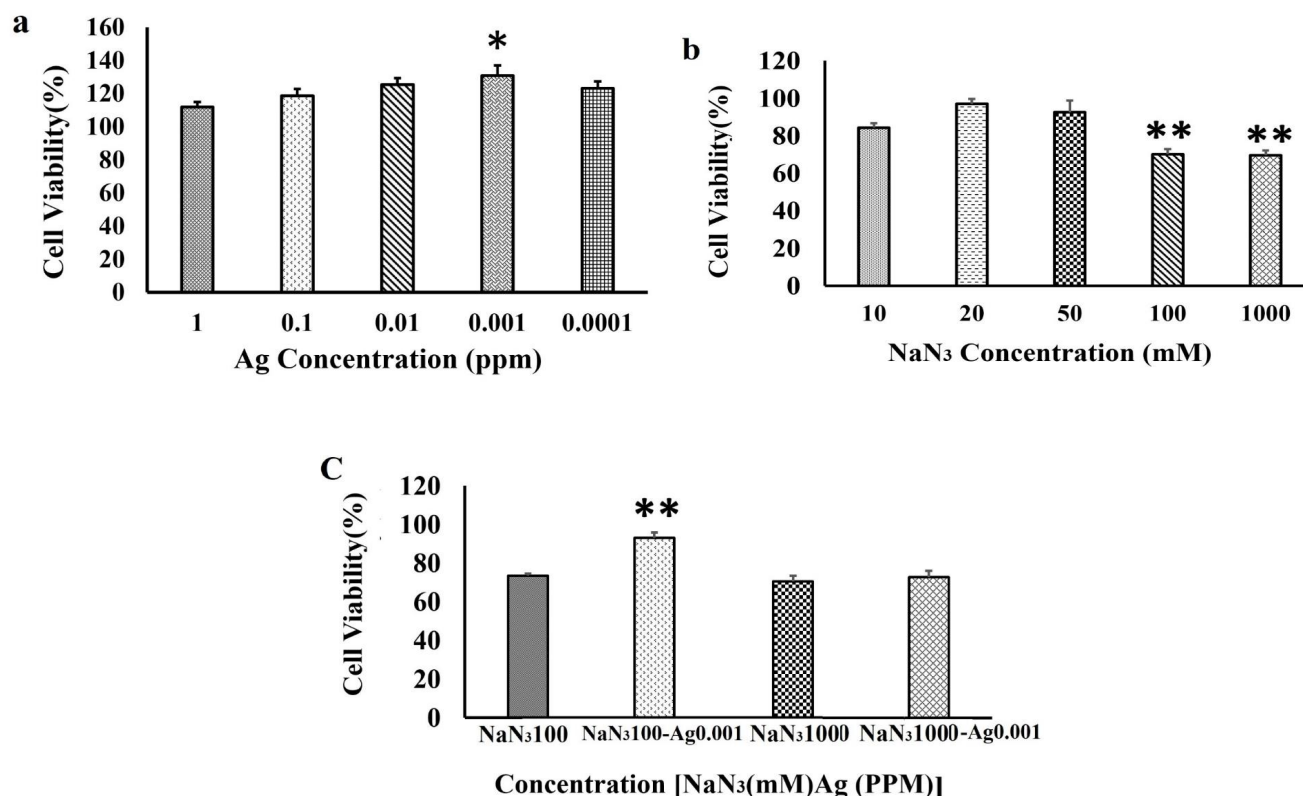 a
Cell Viability(%)
160
140
120
100
80
60
40
20
0
*
1 0.1 0.01 0.001 0.0001
Ag Concentration (ppm)
b
Cell Viability(%)
120
100
80
60
40
20
0
** **
10 20 50 100 1000
NaN₃ Concentration (mM)
C
Cell Viability(%)
120
100
80
60
40
20
0
**
NaN₃100 NaN₃100-Ag0.001 NaN₃1000 NaN₃1000-Ag0.001
Concentration [NaN₃(mM)Ag (PPM)]